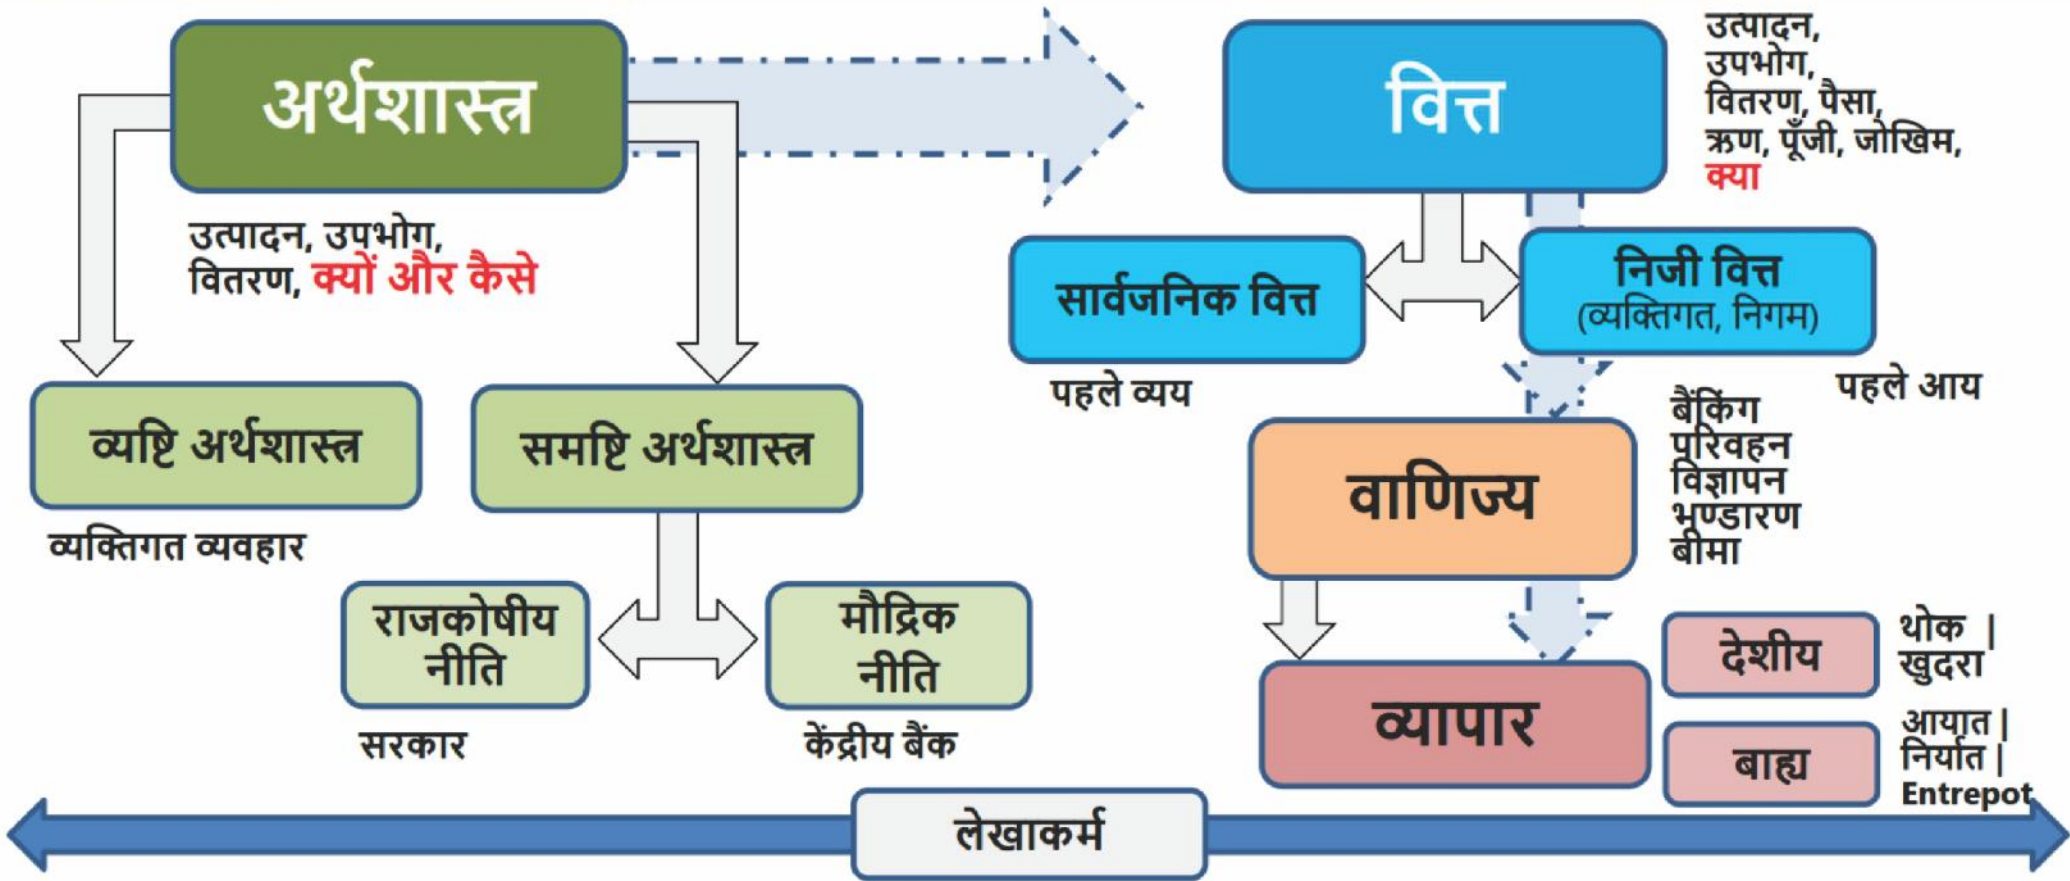 अर्थशास्त्र
उत्पादन, उपभोग,
वितरण, क्यों और कैसे
व्यष्टि अर्थशास्त्र
व्यक्तिगत व्यवहार
समष्टि अर्थशास्त्र
राजकोषीय
नीति
सरकार
मौद्रिक
नीति
केंद्रीय बैंक
वित्त
उत्पादन,
उपभोग,
वितरण, पैसा,
ऋण, पूँजी, जोखिम,
क्या
सार्वजनिक वित्त
पहले व्यय
निजी वित्त
(व्यक्तिगत, निगम)
पहले आय
वाणिज्य
बैंकिंग
परिवहन
विज्ञापन
भण्डारण
बीमा
व्यापार
देशीय
थोक |
खुदरा
बाह्य
आयात |
निर्यात |
Entrepot
लेखाकर्म